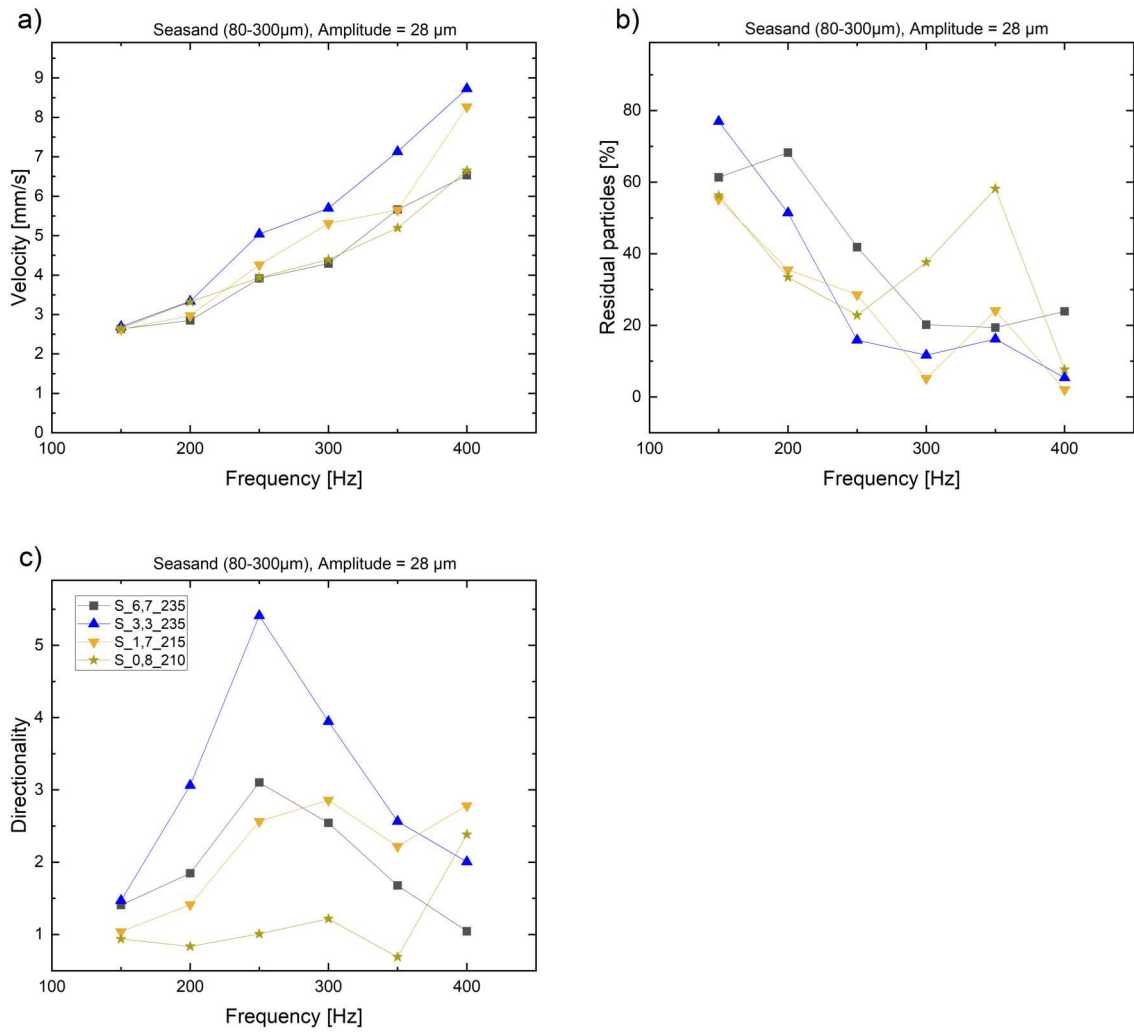 a)
Seasand (80-300µm), Amplitude = 28 µm
Velocity [mm/s]
9
8
7
6
5
4
3
2
1
0
100
200
300
400
Frequency [Hz]
b)
Seasand (80-300µm), Amplitude = 28 µm
Residual particles [%]
80
60
40
20
0
100
200
300
400
Frequency [Hz]
c)
Seasand (80-300µm), Amplitude = 28 µm
Directionality
5
4
3
2
1
S_6,7_235
S_3,3_235
S_1,7_215
S_0,8_210
100
200
300
400
Frequency [Hz]